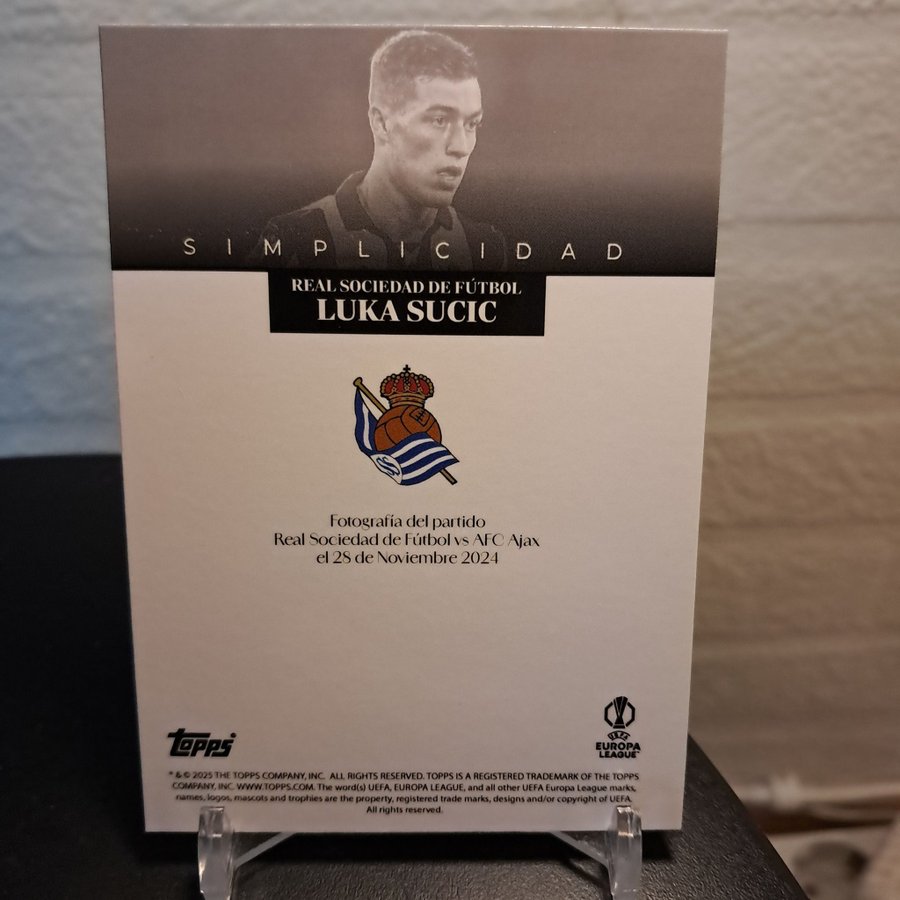 SIMPLICIDAD
REAL SOCIEDAD DE FÚTBOL
LUKA SUCIC
Fotografía del partido
Real Sociedad de Fútbol vs AFC Ajax
el 28 de Noviembre 2024
topps
UEFA
EUROPA
LEAGUE
* & © 2025 THE TOPPS COMPANY, INC. ALL RIGHTS RESERVED. TOPPS IS A REGISTERED TRADEMARK OF THE TOPPS
COMPANY, INC. WWW.TOPPS.COM. The word(s) UEFA, EUROPA LEAGUE, and all other UEFA Europa League marks,
names, logos, mascots and trophies are the property, registered trade marks, designs and/or copyright of UEFA.
All rights reserved.